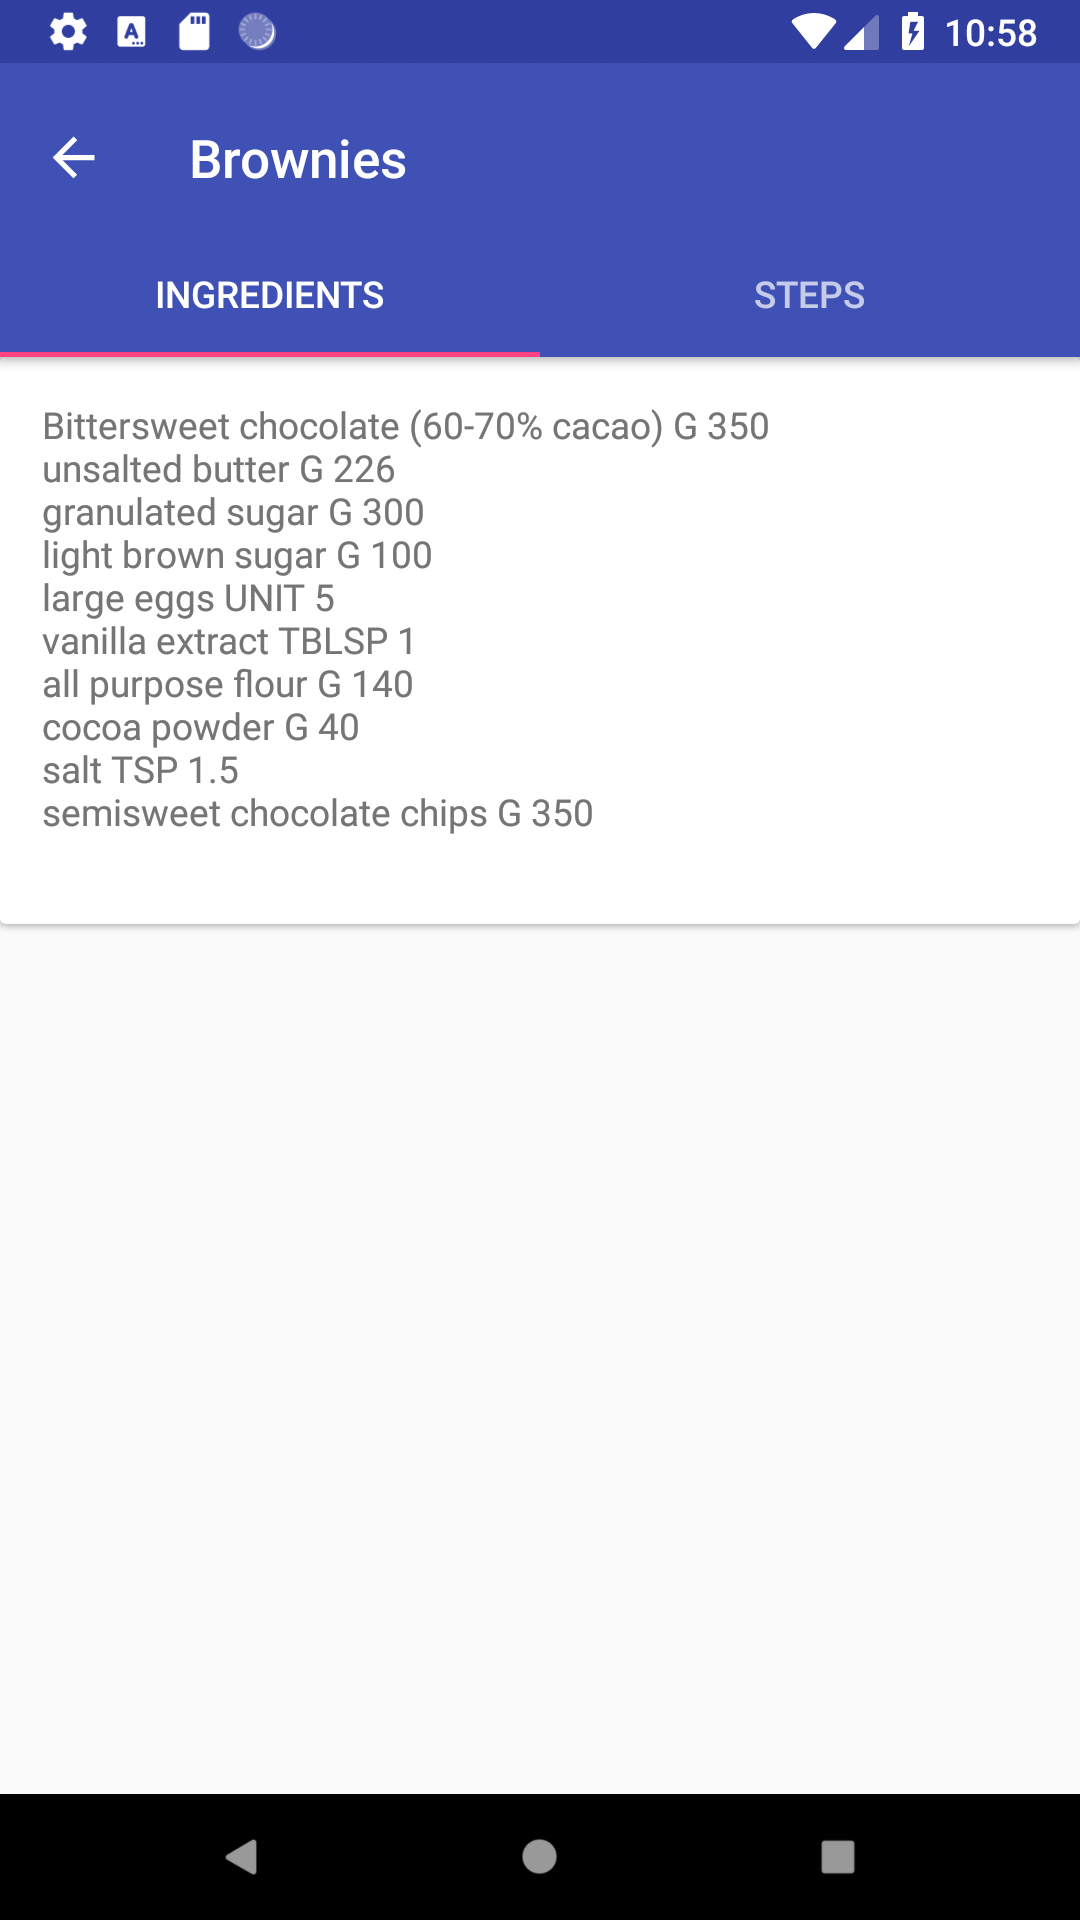 10:58
Brownies
INGREDIENTS
STEPS
Bittersweet chocolate (60-70% cacao) G 350
unsalted butter G 226
granulated sugar G 300
light brown sugar G 100
large eggs UNIT 5
vanilla extract TBLSP 1
all purpose flour G 140
cocoa powder G 40
salt TSP 1.5
semisweet chocolate chips G 350